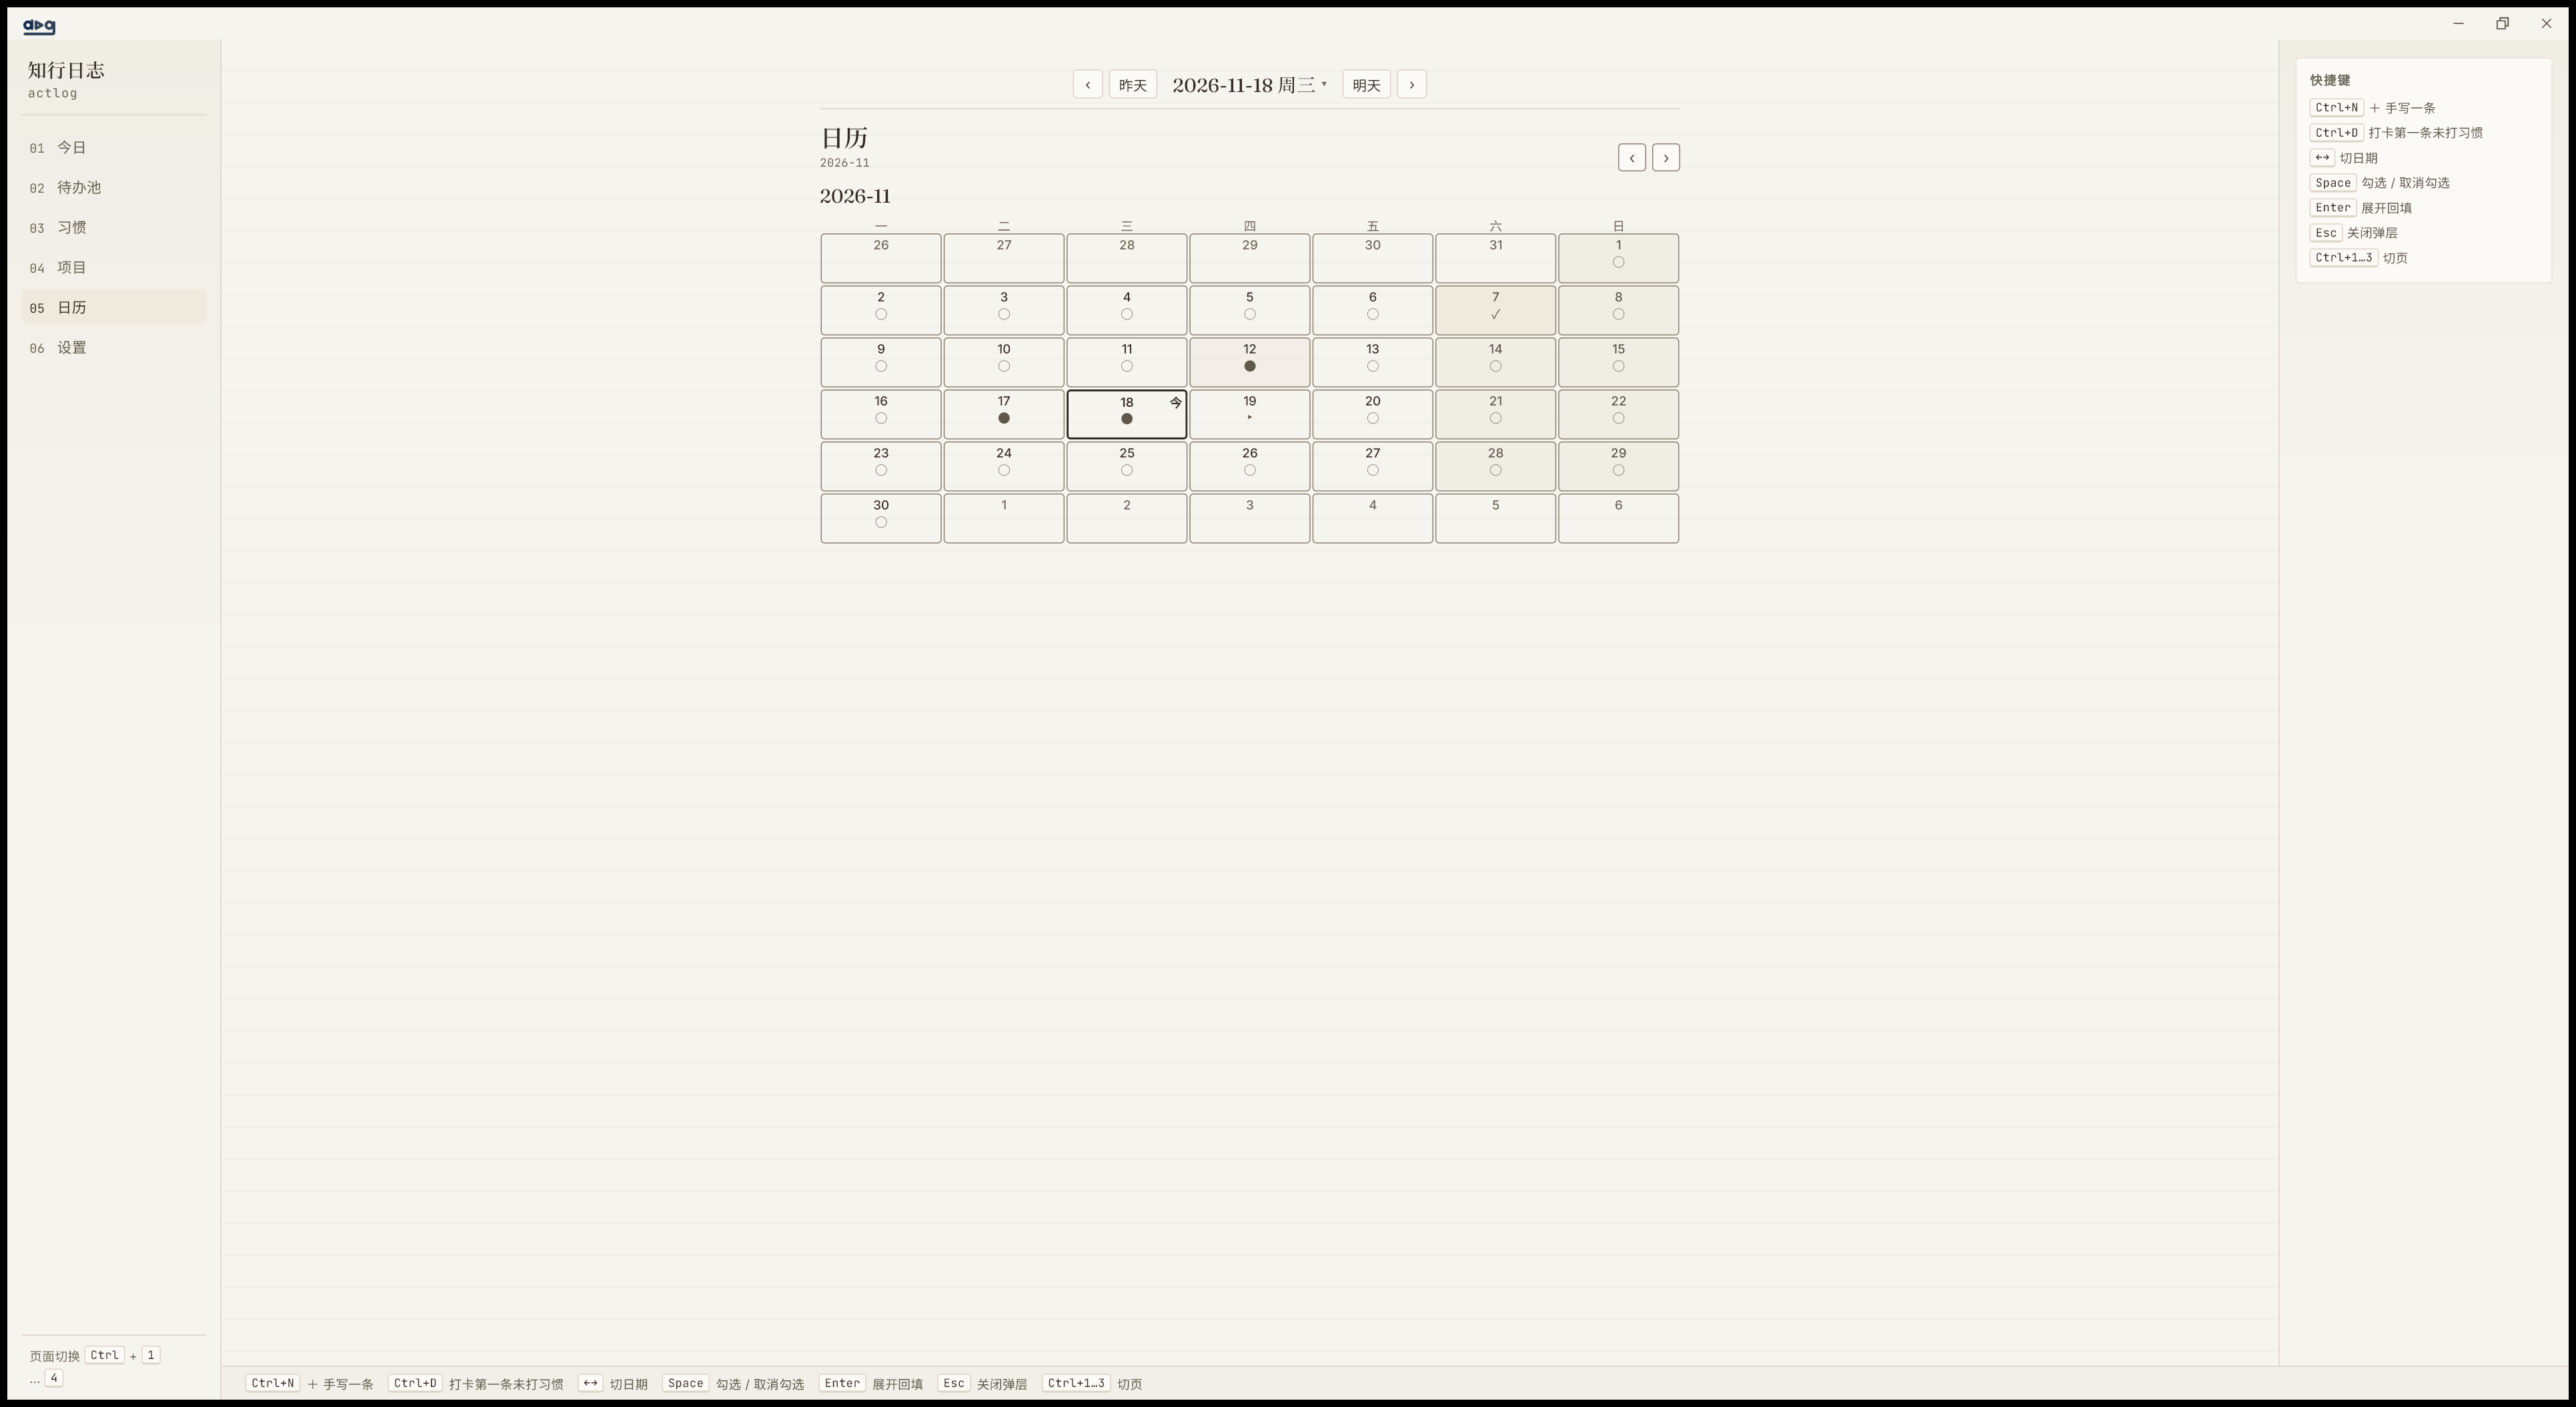 知行日志
actlog
01 今日
02 待办池
03 习惯
04 项目
05 日历
06 设置
页面切换 Ctrl + 1
... 4
‹ 昨天 2026-11-18 周三 ▾ 明天 ›
日历
2026-11
‹ ›
2026-11
一 二 三 四 五 六 日
26 27 28 29 30 31 1
2 3 4 5 6 7 8
✓
9 10 11 12 13 14 15
16 17 18 今 19 20 21 22
23 24 25 26 27 28 29
30 1 2 3 4 5 6
快捷键
Ctrl+N ＋ 手写一条
Ctrl+D 打卡第一条未打习惯
←→ 切日期
Space 勾选 / 取消勾选
Enter 展开回填
Esc 关闭弹层
Ctrl+1…3 切页
Ctrl+N ＋ 手写一条 Ctrl+D 打卡第一条未打习惯 ←→ 切日期 Space 勾选 / 取消勾选 Enter 展开回填 Esc 关闭弹层 Ctrl+1…3 切页